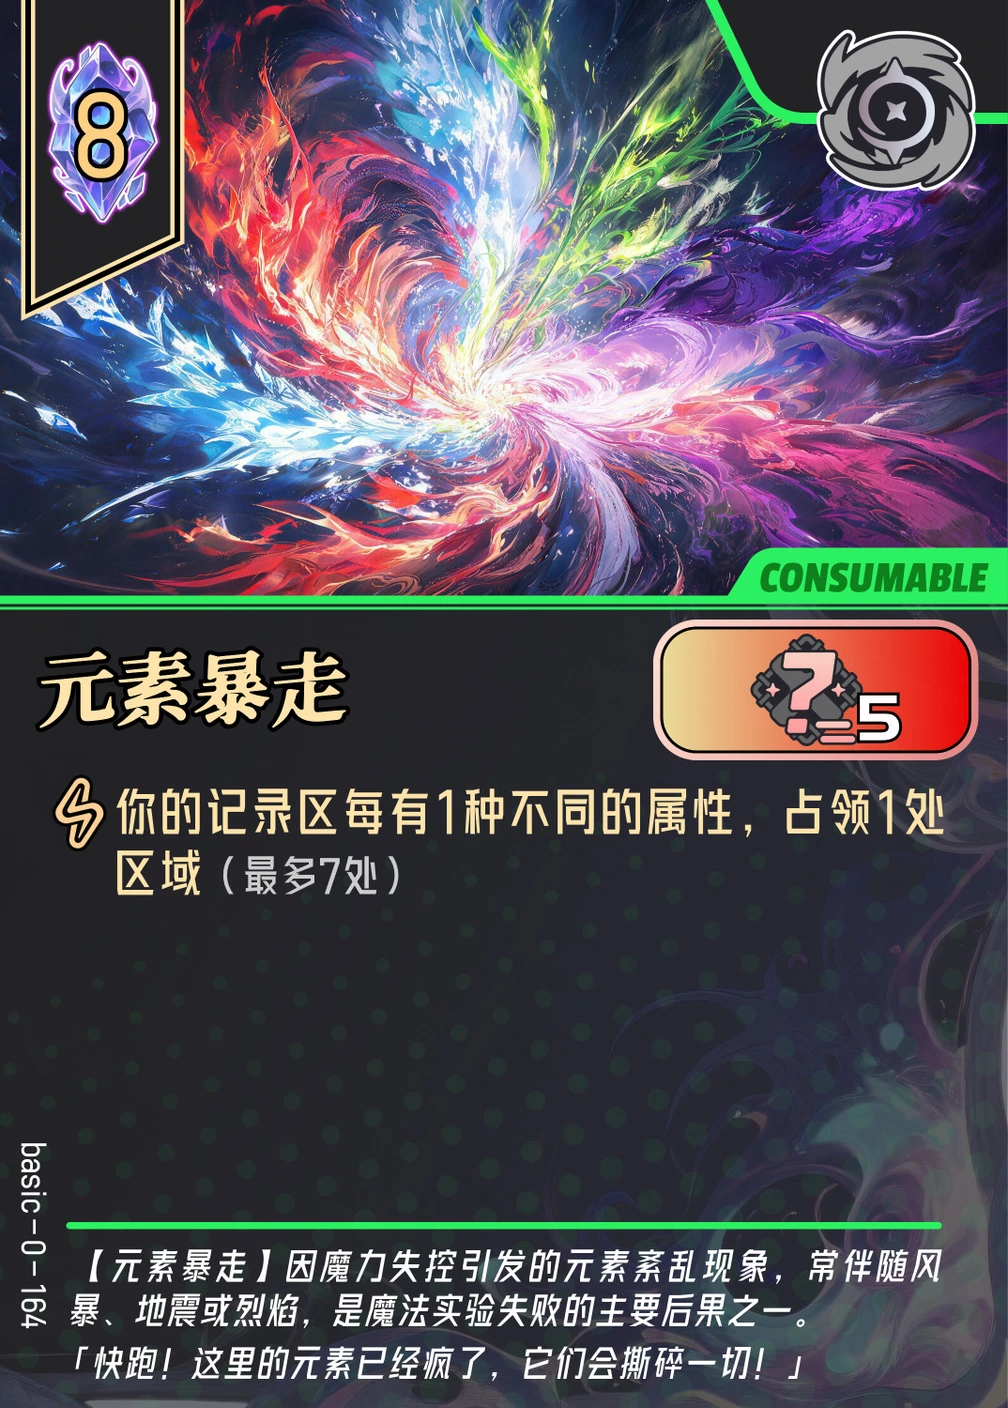 8
CONSUMABLE
元素暴走
?=5
你的记录区每有1种不同的属性，占领1处
区域（最多7处）
basic-0-164
【元素暴走】因魔力失控引发的元素紊乱现象，常伴随风
暴、地震或烈焰，是魔法实验失败的主要后果之一。
「快跑！这里的元素已经疯了，它们会撕碎一切！」